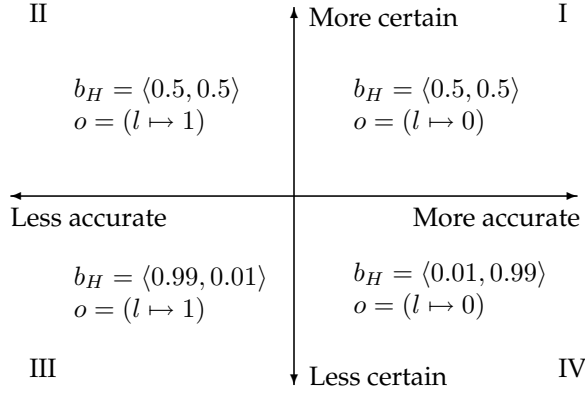 II
More certain
I
b_H = ⟨0.5, 0.5⟩
o = (l ↦ 1)
b_H = ⟨0.5, 0.5⟩
o = (l ↦ 0)
Less accurate
More accurate
b_H = ⟨0.99, 0.01⟩
o = (l ↦ 1)
b_H = ⟨0.01, 0.99⟩
o = (l ↦ 0)
III
Less certain
IV